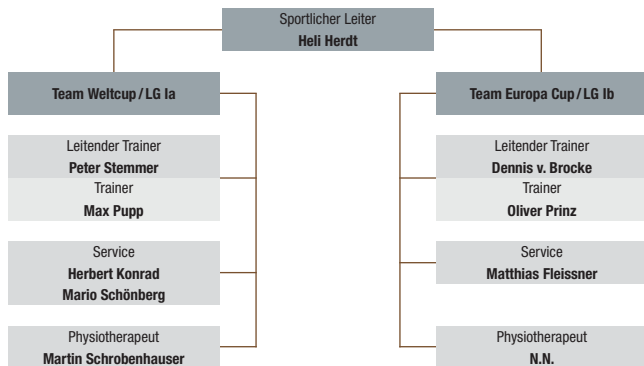 Sportlicher Leiter
Heli Herdt
Team Weltcup / LG Ia
Leitender Trainer
Peter Stemmer
Trainer
Max Pupp
Service
Herbert Konrad
Mario Schönberg
Physiotherapeut
Martin Schrobenhauser
Team Europa Cup / LG Ib
Leitender Trainer
Dennis v. Brocke
Trainer
Oliver Prinz
Service
Matthias Fleissner
Physiotherapeut
N.N.